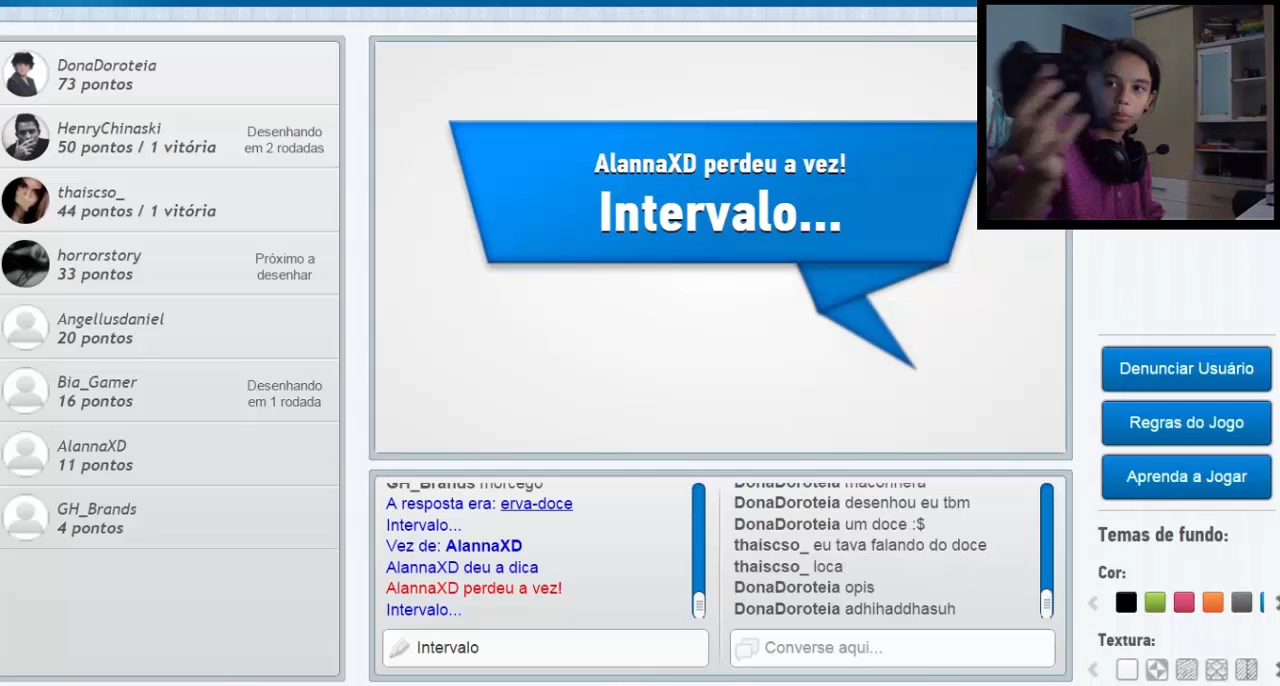 DonaDoroteia
73 pontos
HenryChinaski
50 pontos / 1 vitória
Desenhando
em 2 rodadas
thaiscso_
44 pontos / 1 vitória
horrorstory
33 pontos
Próximo a
desenhar
Angellusdaniel
20 pontos
Bia_Gamer
16 pontos
Desenhando
em 1 rodada
AlannaXD
11 pontos
GH_Brands
4 pontos
AlannaXD perdeu a vez!
Intervalo...
GH_Brands morcego
A resposta era: erva-doce
Intervalo...
Vez de: AlannaXD
AlannaXD deu a dica
AlannaXD perdeu a vez!
Intervalo...
Intervalo
DonaDoroteia maconhera
DonaDoroteia desenhou eu tbm
DonaDoroteia um doce :$
thaiscso_ eu tava falando do doce
thaiscso_ loca
DonaDoroteia opis
DonaDoroteia adhihaddhasuh
Converse aqui...
Denunciar Usuário
Regras do Jogo
Aprenda a Jogar
Temas de fundo:
Cor:
Textura: